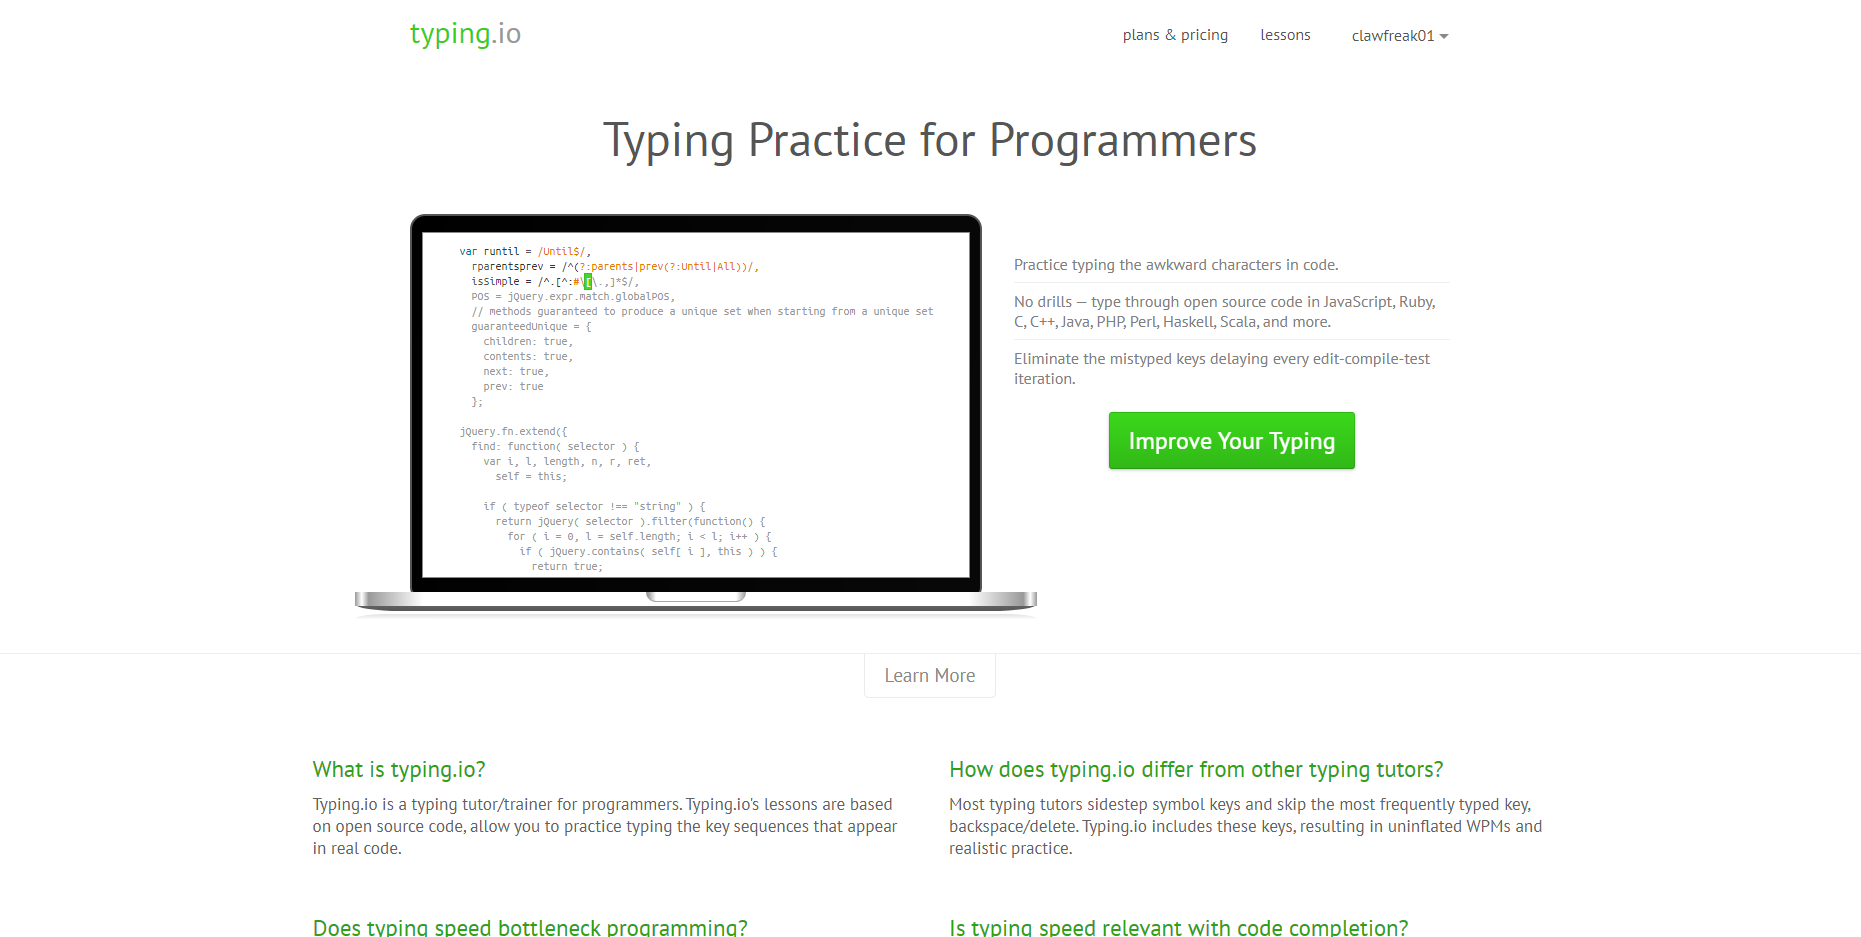 typing.io
plans & pricing
lessons
clawfreak01
Typing Practice for Programmers
var runtil = /Until$/,
rparentsprev = /^(?:parents|prev(?:Until|All))/,
isSimple = /^.[^:#\[\.,]*$/,
POS = jQuery.expr.match.globalPOS,
// methods guaranteed to produce a unique set when starting from a unique set
guaranteedUnique = {
children: true,
contents: true,
next: true,
prev: true
};
jQuery.fn.extend({
find: function( selector ) {
var i, l, length, n, r, ret,
self = this;
if ( typeof selector !== "string" ) {
return jQuery( selector ).filter(function() {
for ( i = 0, l = self.length; i < l; i++ ) {
if ( jQuery.contains( self[ i ], this ) ) {
return true;
Practice typing the awkward characters in code.
No drills — type through open source code in JavaScript, Ruby,
C, C++, Java, PHP, Perl, Haskell, Scala, and more.
Eliminate the mistyped keys delaying every edit-compile-test
iteration.
Improve Your Typing
Learn More
What is typing.io?
Typing.io is a typing tutor/trainer for programmers. Typing.io's lessons are based
on open source code, allow you to practice typing the key sequences that appear
in real code.
How does typing.io differ from other typing tutors?
Most typing tutors sidestep symbol keys and skip the most frequently typed key,
backspace/delete. Typing.io includes these keys, resulting in uninflated WPMs and
realistic practice.
Does typing speed bottleneck programming?
Is typing speed relevant with code completion?